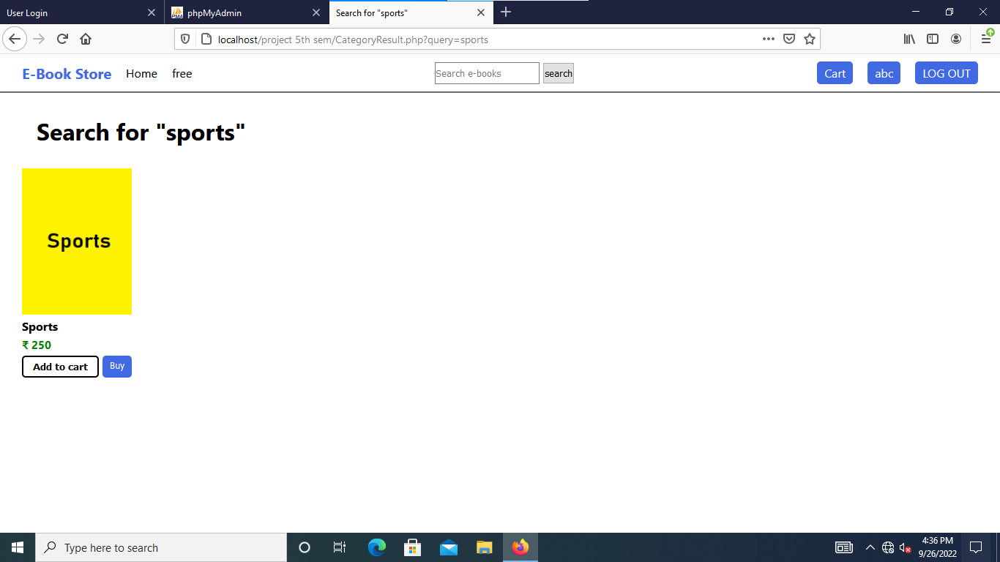 User Login
phpMyAdmin
Search for "sports"
localhost/project 5th sem/CategoryResult.php?query=sports
E-Book Store Home free Search e-books search Cart abc LOG OUT
Search for "sports"
Sports
Sports
₹ 250
Add to cart Buy
Type here to search
4:36 PM
9/26/2022